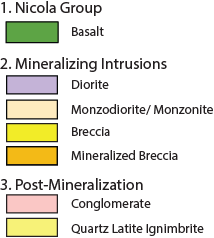 1. Nicola Group
Basalt
2. Mineralizing Intrusions
Diorite
Monzodiorite/ Monzonite
Breccia
Mineralized Breccia
3. Post-Mineralization
Conglomerate
Quartz Latite Ignimbrite